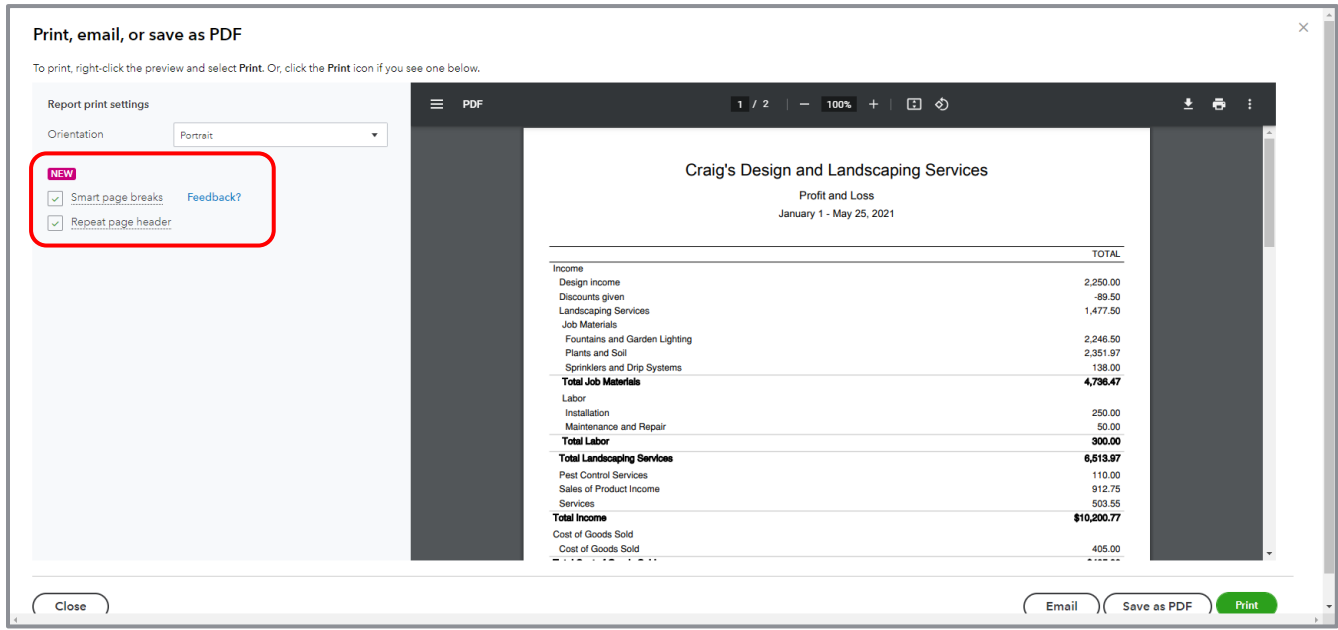 Print, email, or save as PDF
To print, right-click the preview and select Print. Or, click the Print icon if you see one below.
Report print settings
Orientation Portrait
NEW
Smart page breaks Feedback?
Repeat page header
PDF 1 / 2 100%
Craig's Design and Landscaping Services
Profit and Loss
January 1 - May 25, 2021
TOTAL
Income
Design income 2,250.00
Discounts given -89.50
Landscaping Services 1,477.50
Job Materials
Fountains and Garden Lighting 2,246.50
Plants and Soil 2,351.97
Sprinklers and Drip Systems 138.00
Total Job Materials 4,736.47
Labor
Installation 250.00
Maintenance and Repair 50.00
Total Labor 300.00
Total Landscaping Services 6,513.97
Pest Control Services 110.00
Sales of Product Income 912.75
Services 503.55
Total Income $10,200.77
Cost of Goods Sold
Cost of Goods Sold 405.00
Close Email Save as PDF Print